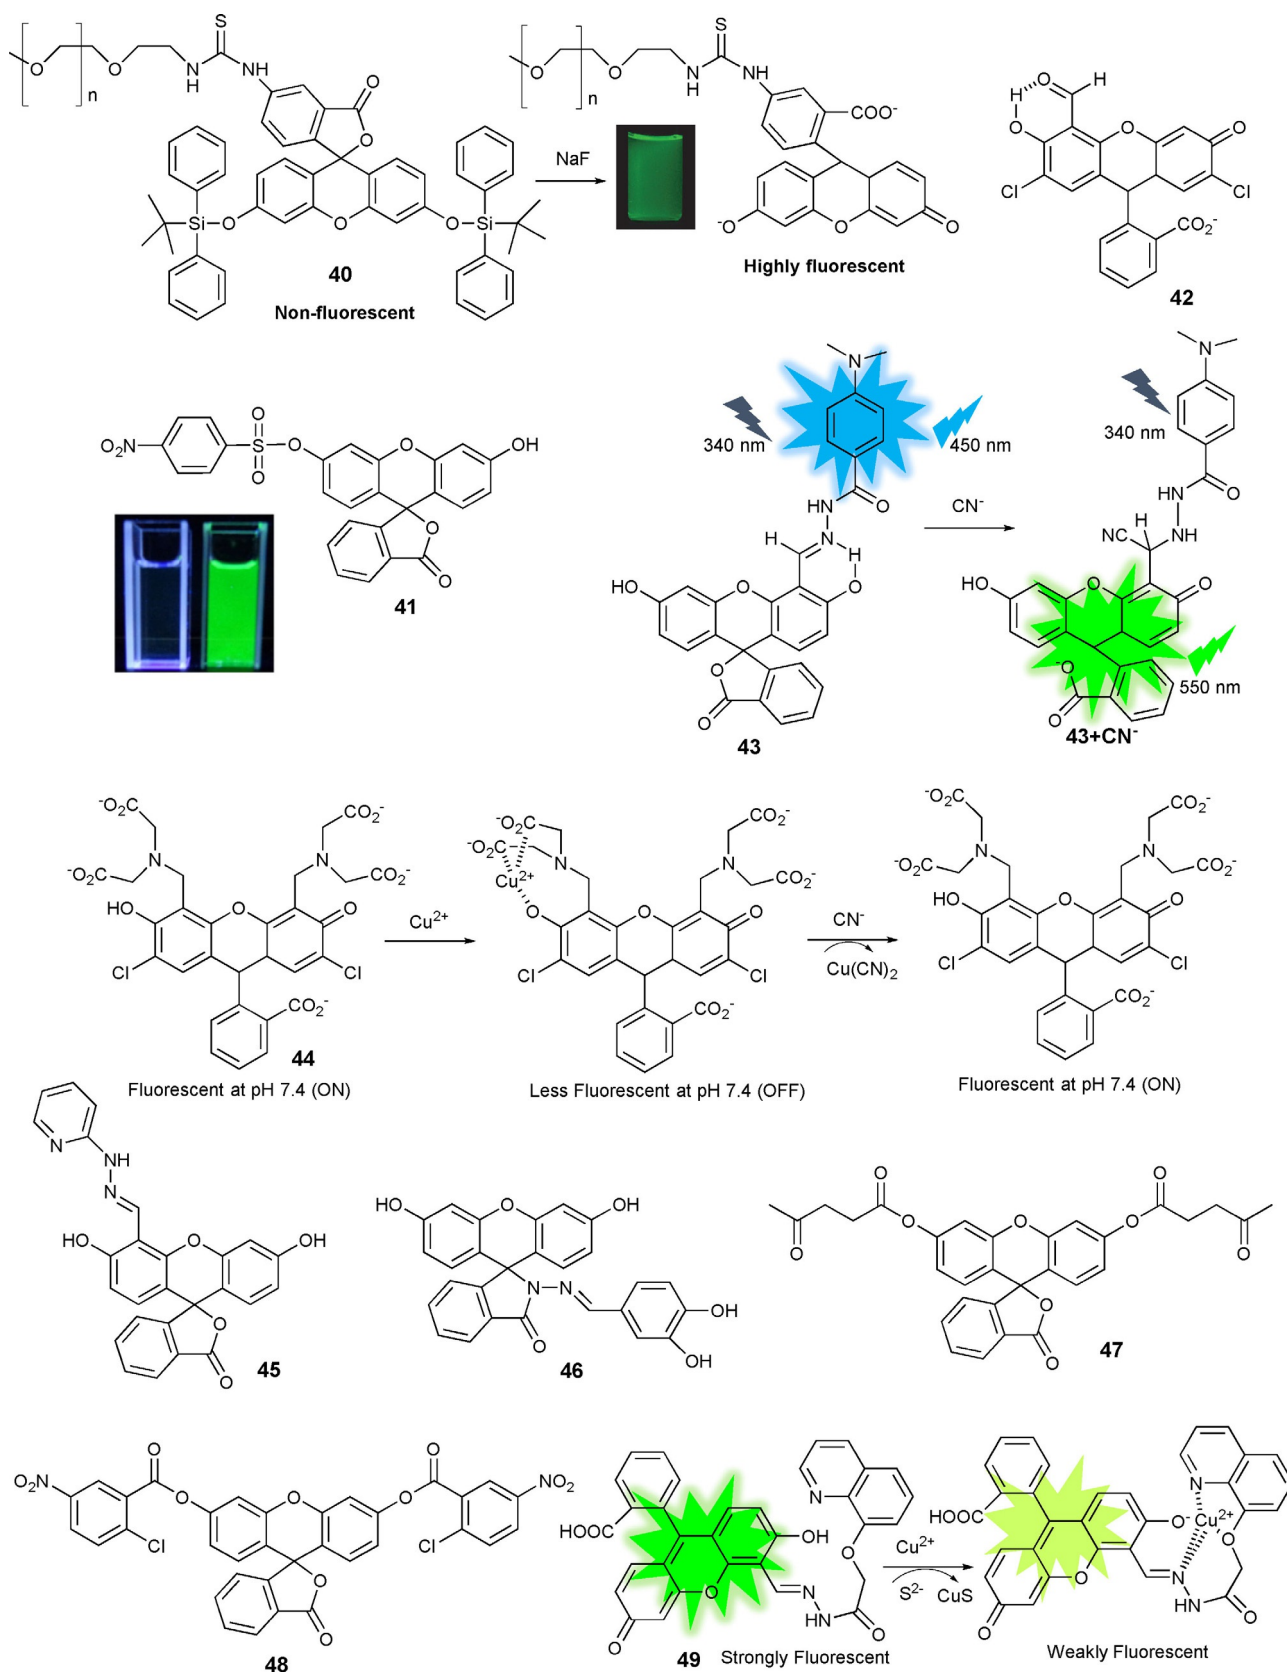 S
O
O
N
H
NH
n
O
O
Si
O
O
O
Si
40
Non-fluorescent
NaF
S
O
O
N
H
NH
n
COO⁻
⁻O
O
O
Highly fluorescent
O
H
H
O
O
O
Cl
Cl
CO₂⁻
42
NO₂
O
S
O
O
O
OH
O
O
41
N
340 nm
450 nm
HN
O
H
N
H
O
HO
O
O
O
43
CN⁻
N
340 nm
NH
O
H
NC
NH
HO
O
O
⁻O
O
550 nm
43+CN⁻
⁻O₂C
CO₂⁻
⁻O₂C
N
N
CO₂⁻
HO
O
O
Cl
Cl
CO₂⁻
44
Fluorescent at pH 7.4 (ON)
Cu²⁺
⁻O₂C
CO₂⁻
⁻O₂C
N
N
CO₂⁻
Cu²⁺
O
O
O
Cl
Cl
CO₂⁻
Less Fluorescent at pH 7.4 (OFF)
CN⁻
Cu(CN)₂
⁻O₂C
CO₂⁻
⁻O₂C
N
N
CO₂⁻
HO
O
O
Cl
Cl
CO₂⁻
Fluorescent at pH 7.4 (ON)
N
NH
N
HO
O
OH
O
O
45
HO
O
OH
N
N
O
OH
OH
46
O
O
O
O
O
O
O
O
O
47
O₂N
O
O
NO₂
O
O
O
Cl
Cl
O
O
48
HOOC
OH
O
O
N
O
N
NH
O
49
Strongly Fluorescent
Cu²⁺
S²⁻
CuS
HOOC
O⁻
O
O
N
Cu²⁺
O
N
NH
O
Weakly Fluorescent